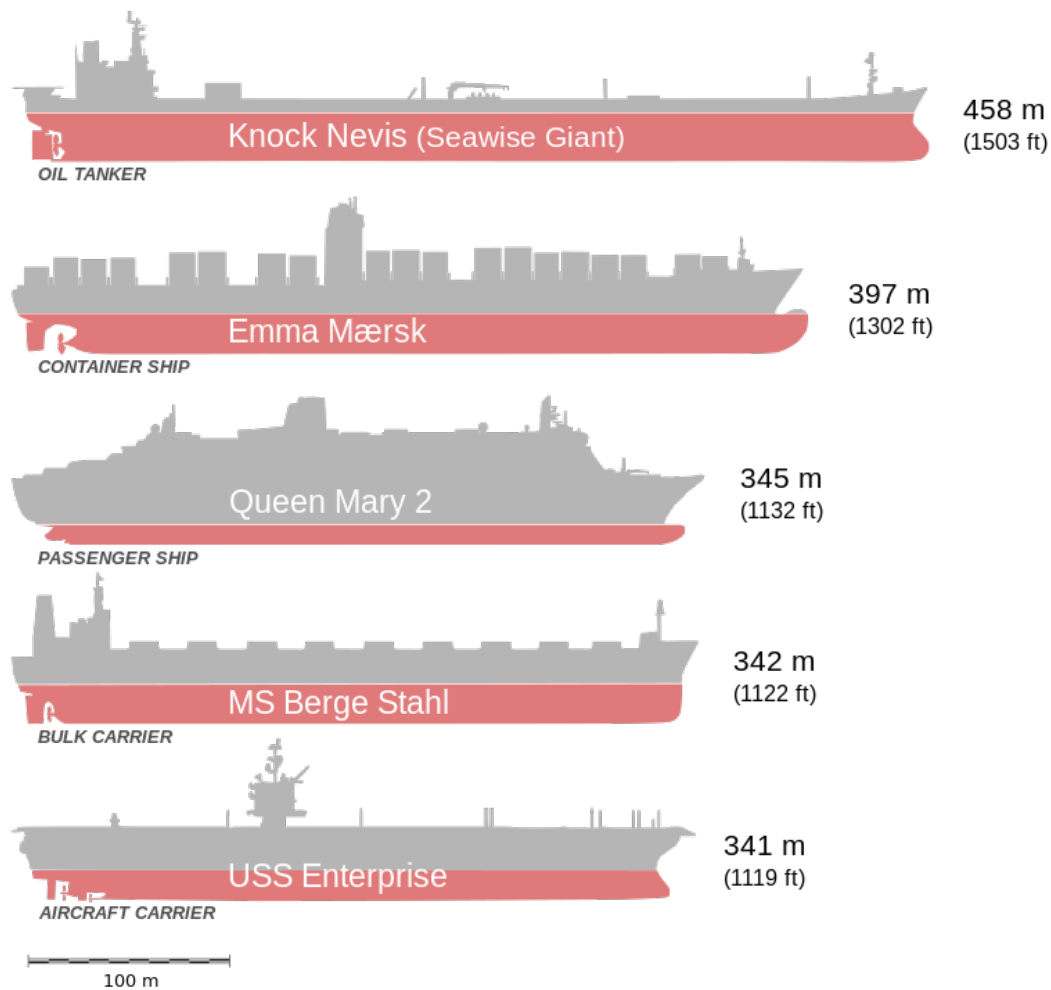 Knock Nevis (Seawise Giant)
458 m
(1503 ft)
OIL TANKER
Emma Mærsk
397 m
(1302 ft)
CONTAINER SHIP
Queen Mary 2
345 m
(1132 ft)
PASSENGER SHIP
MS Berge Stahl
342 m
(1122 ft)
BULK CARRIER
USS Enterprise
341 m
(1119 ft)
AIRCRAFT CARRIER
100 m